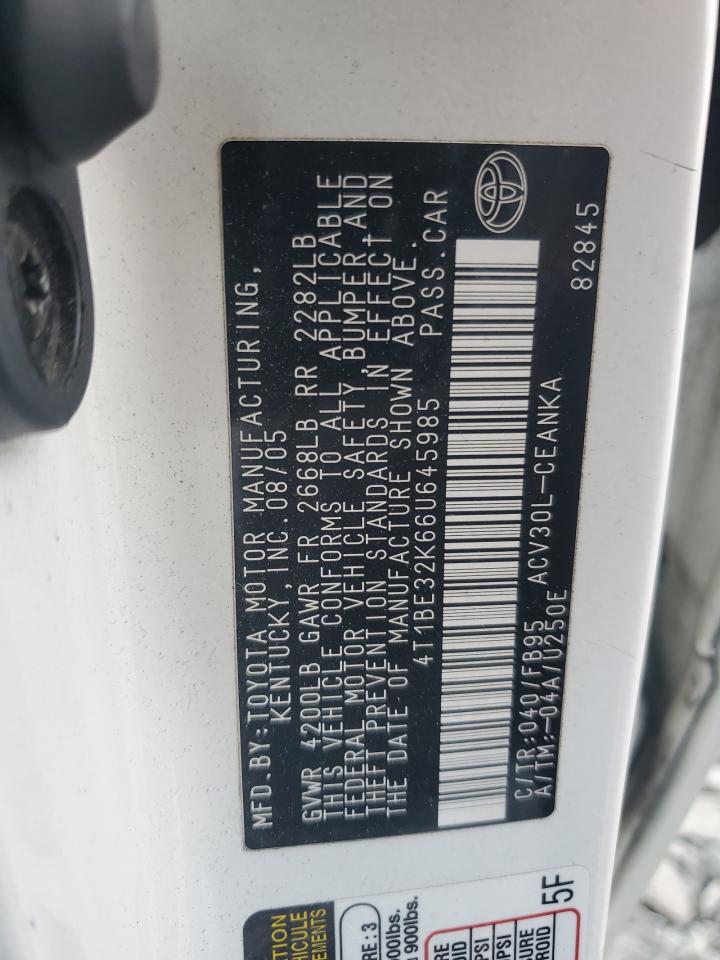 MFD.BY:TOYOTA MOTOR MANUFACTURING,
KENTUCKY, INC.08/05
GVWR 4200LB GAWR FR 2668LB RR 2282LB
THIS VEHICLE CONFORMS TO ALL APPLICABLE
FEDERAL MOTOR VEHICLE SAFETY,BUMPER,AND
THEFT PREVENTION STANDARDS IN EFFECT ON
THE DATE OF MANUFACTURE SHOWN ABOVE.
4T1BE32K66U645985 PASS.CAR
C/TR:040/FB95 ACV30L-CEANKA
A/TM:-04A/U250E 82845
5F